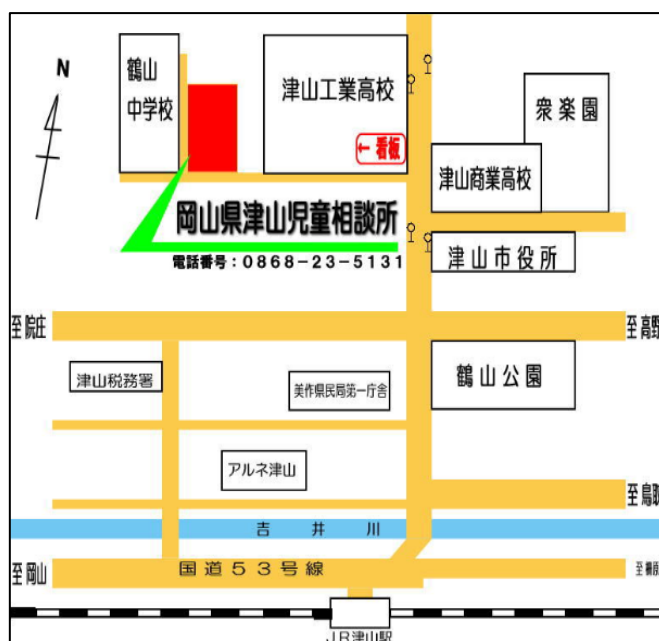 N
鶴山
中学校
津山工業高校
衆楽園
←看板
津山商業高校
岡山県津山児童相談所
電話番号：0868-23-5131
津山市役所
至院庄
至高野
津山税務署
美作県民局第一庁舎
鶴山公園
アルネ津山
至鳥取
吉井川
至岡山
国道５３号線
JR津山駅